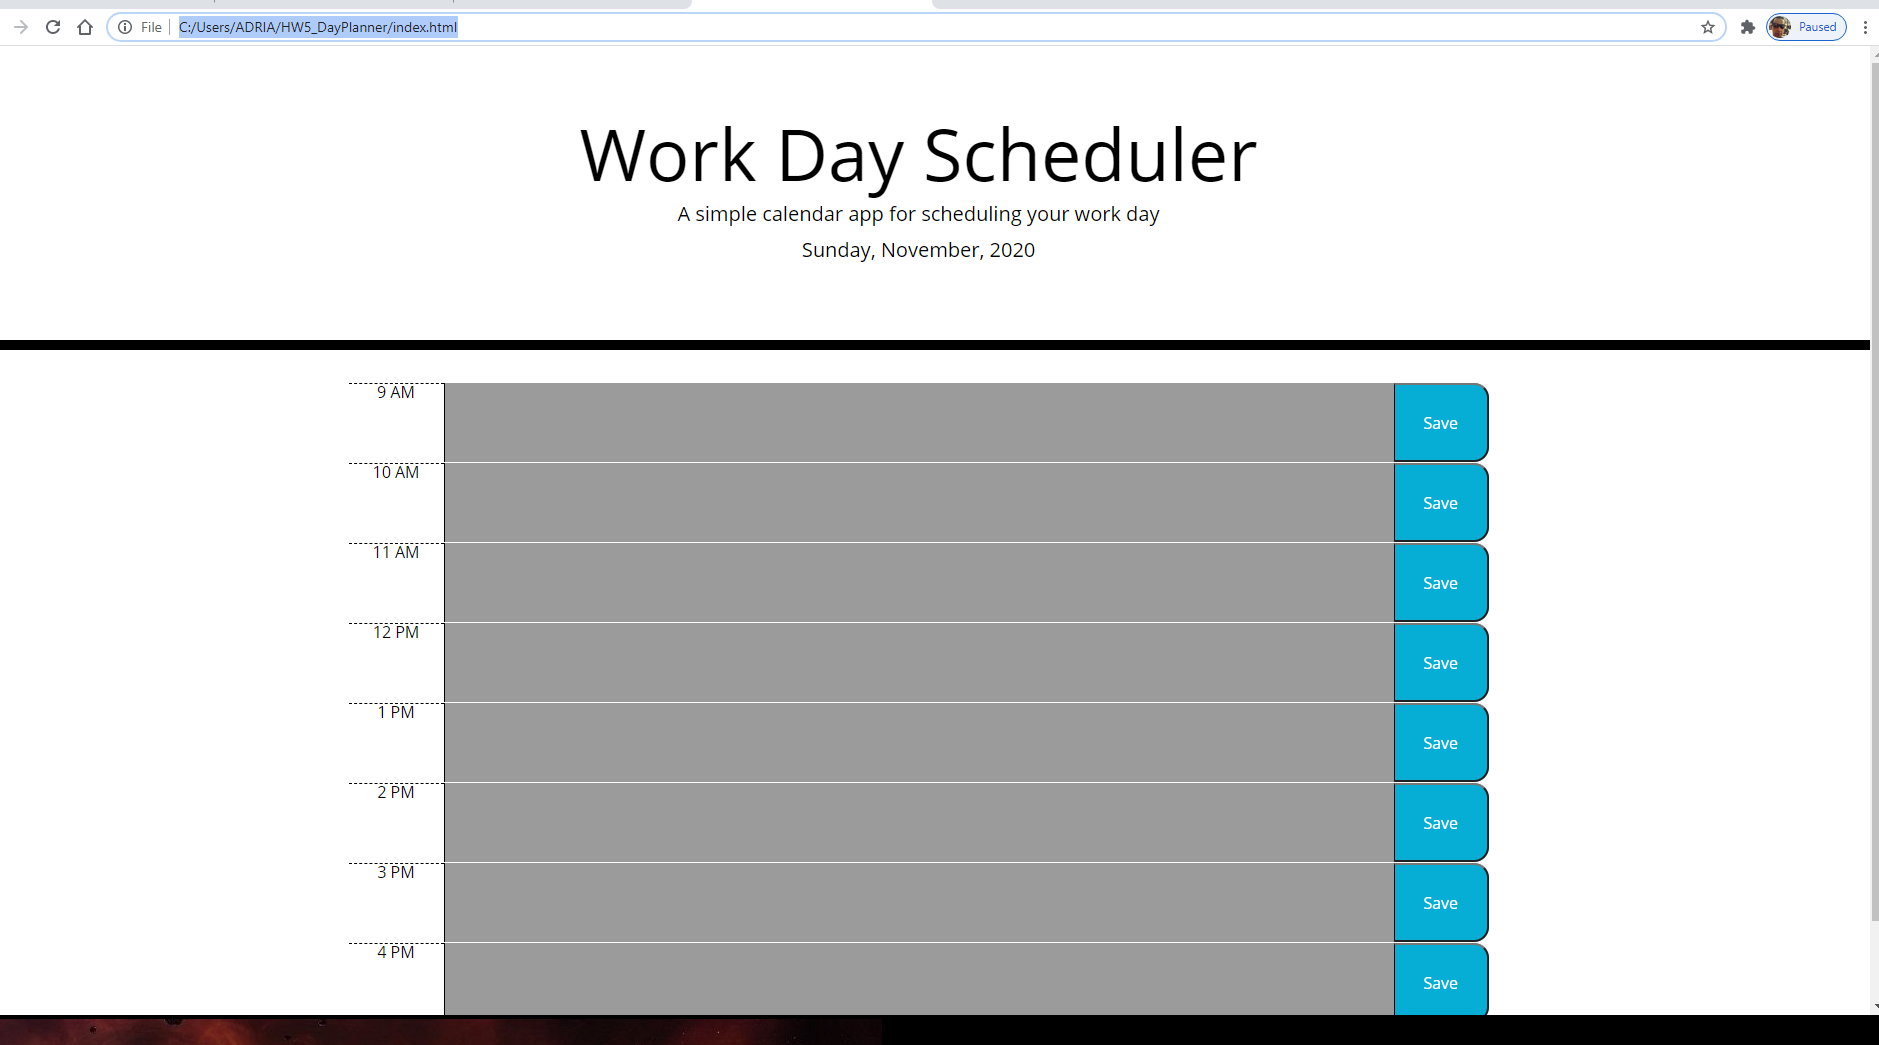 File C:/Users/ADRIA/HW5_DayPlanner/index.html Paused
Work Day Scheduler
A simple calendar app for scheduling your work day
Sunday, November, 2020
9 AM Save
10 AM Save
11 AM Save
12 PM Save
1 PM Save
2 PM Save
3 PM Save
4 PM Save